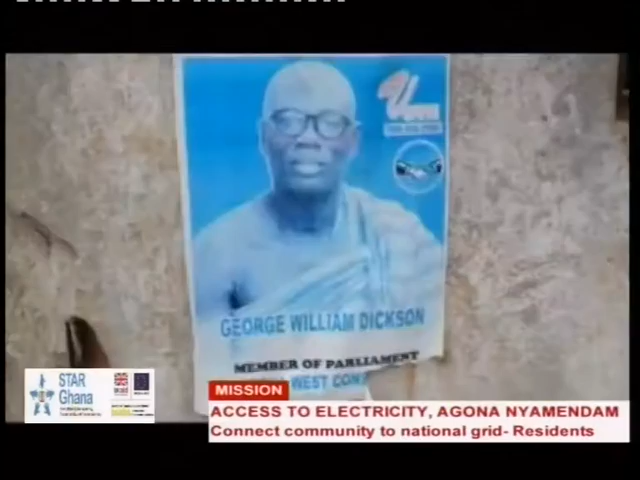 GEORGE WILLIAM DICKSON
MEMBER OF PARLIAMENT
WEST
STAR
Ghana
MISSION
ACCESS TO ELECTRICITY, AGONA NYAMENDAM
Connect community to national grid- Residents